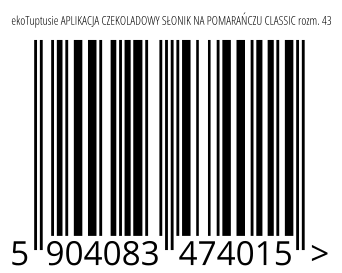 ekoTuptusie APLIKACJA CZEKOLADOWY SŁONIK NA POMARAŃCZU CLASSIC rozm. 43
5 904083 474015 >